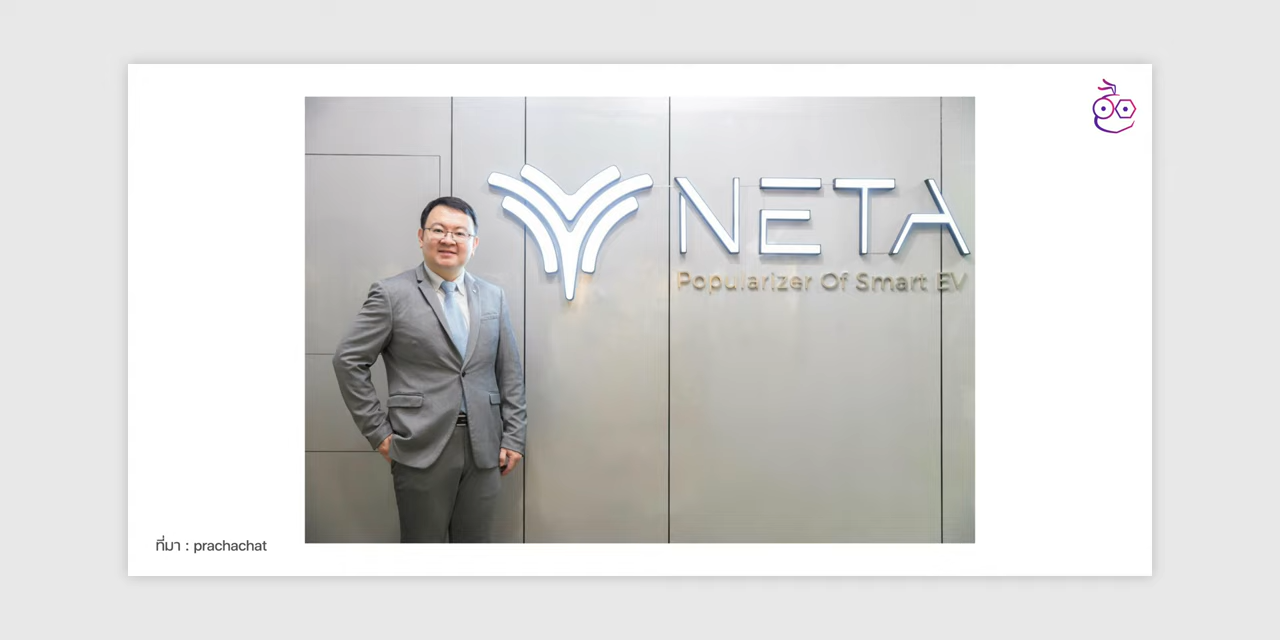 NETA
Popularizer Of Smart EV
ที่มา : prachachat